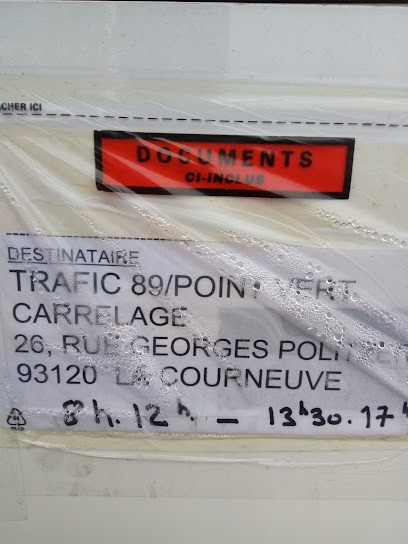 ACHER ICI
DOCUMENTS
CI-INCLUS
DESTINATAIRE
TRAFIC 89/POINT VERT
CARRELAGE
26, RUE GEORGES POLITZER
93120 LA COURNEUVE
8h.12h. - 13h30.17h